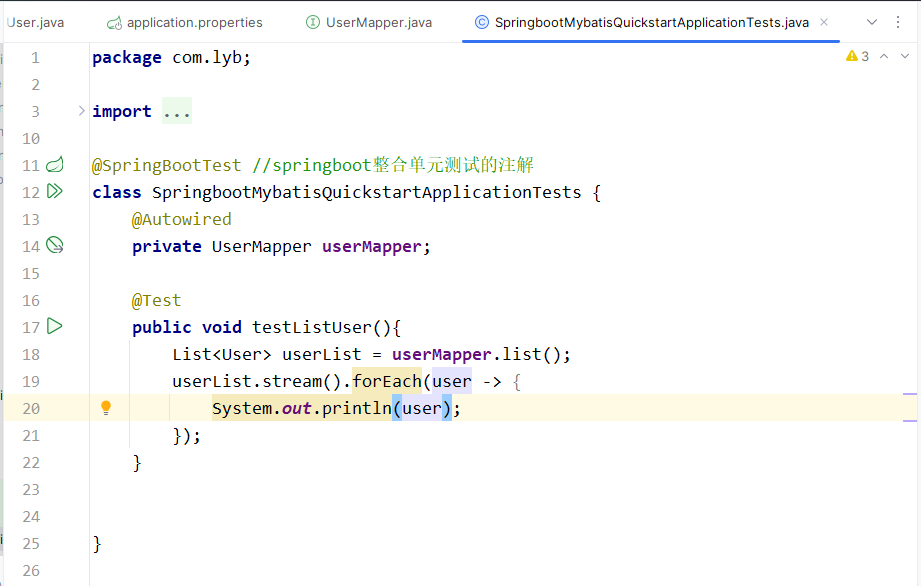 User.java application.properties UserMapper.java SpringbootMybatisQuickstartApplicationTests.java
1 package com.lyb; 3
2
3 import ...
10
11 @SpringBootTest //springboot整合单元测试的注解
12 class SpringbootMybatisQuickstartApplicationTests {
13 @Autowired
14 private UserMapper userMapper;
15
16 @Test
17 public void testListUser(){
18 List<User> userList = userMapper.list();
19 userList.stream().forEach(user -> {
20 System.out.println(user);
21 });
22 }
23
24
25 }
26